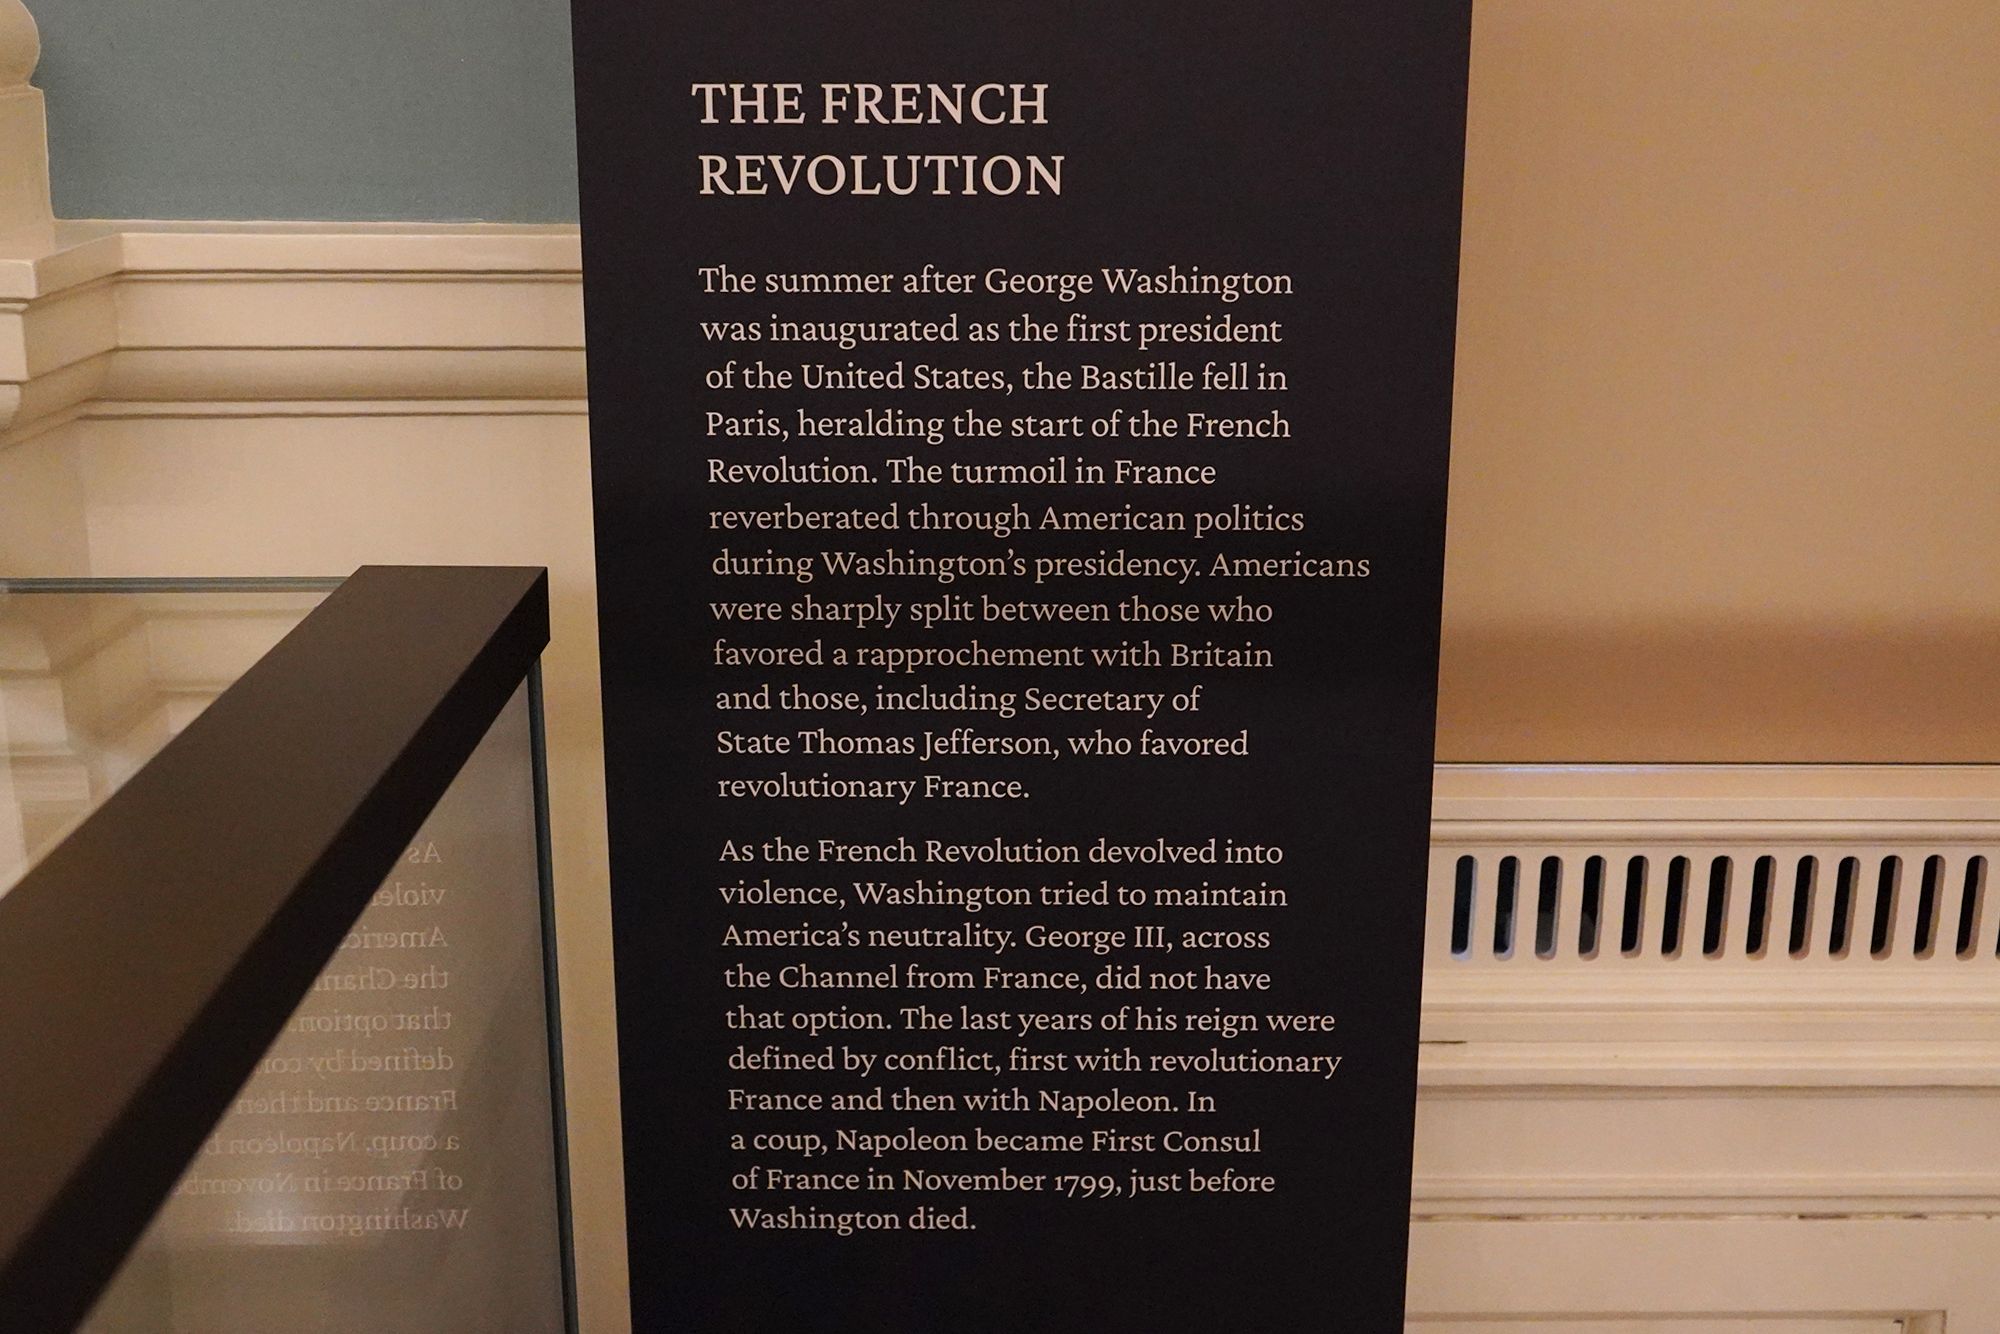 THE FRENCH
REVOLUTION
The summer after George Washington
was inaugurated as the first president
of the United States, the Bastille fell in
Paris, heralding the start of the French
Revolution. The turmoil in France
reverberated through American politics
during Washington's presidency. Americans
were sharply split between those who
favored a rapprochement with Britain
and those, including Secretary of
State Thomas Jefferson, who favored
revolutionary France.
As the French Revolution devolved into
violence, Washington tried to maintain
America's neutrality. George III, across
the Channel from France, did not have
that option. The last years of his reign were
defined by conflict, first with revolutionary
France and then with Napoleon. In
a coup, Napoleon became First Consul
of France in November 1799, just before
Washington died.